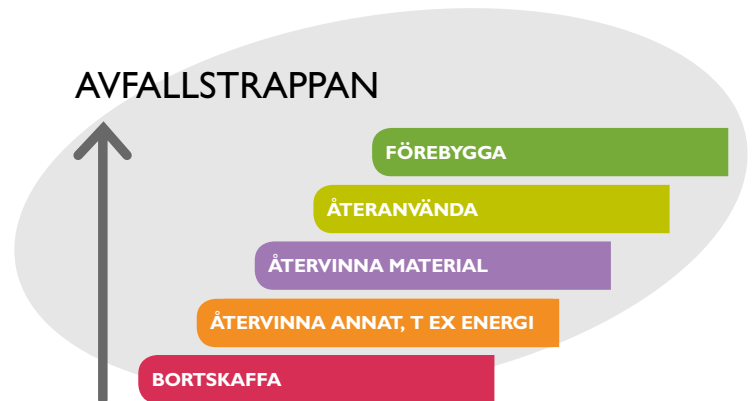 AVFALLSTRAPPAN
FÖREBYGGA
ÅTERANVÄNDA
ÅTERVINNA MATERIAL
ÅTERVINNA ANNAT, T EX ENERGI
BORTSKAFFA